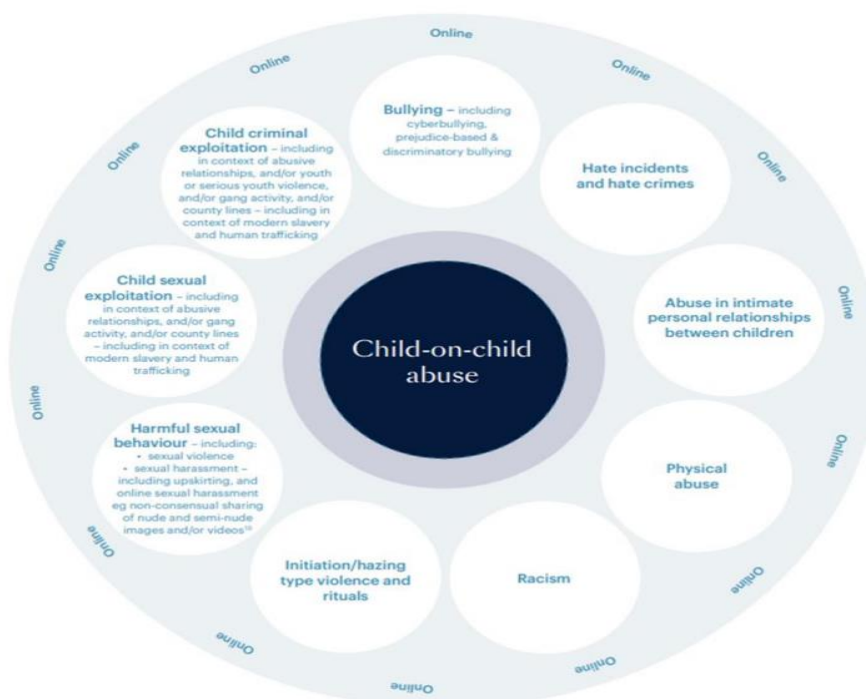 Online
Online
Online
Online
Online
Online
Online
Online
Online
Online
Online
Online
Online
Online
Child-on-child
abuse
Bullying – including
cyberbullying,
prejudice-based &
discriminatory bullying
Hate incidents
and hate crimes
Abuse in intimate
personal relationships
between children
Physical
abuse
Racism
Initiation/hazing
type violence and
rituals
Harmful sexual
behaviour – including:
• sexual violence
• sexual harassment –
including upskirting, and
online sexual harassment
eg non-consensual sharing
of nude and semi-nude
images and/or videos
Child sexual
exploitation – including
in context of abusive
relationships, and/or gang
activity, and/or county lines
– including in context of
modern slavery and human
trafficking
Child criminal
exploitation – including
in context of abusive
relationships, and/or youth
or serious youth violence,
and/or gang activity, and/or
county lines – including in
context of modern slavery
and human trafficking